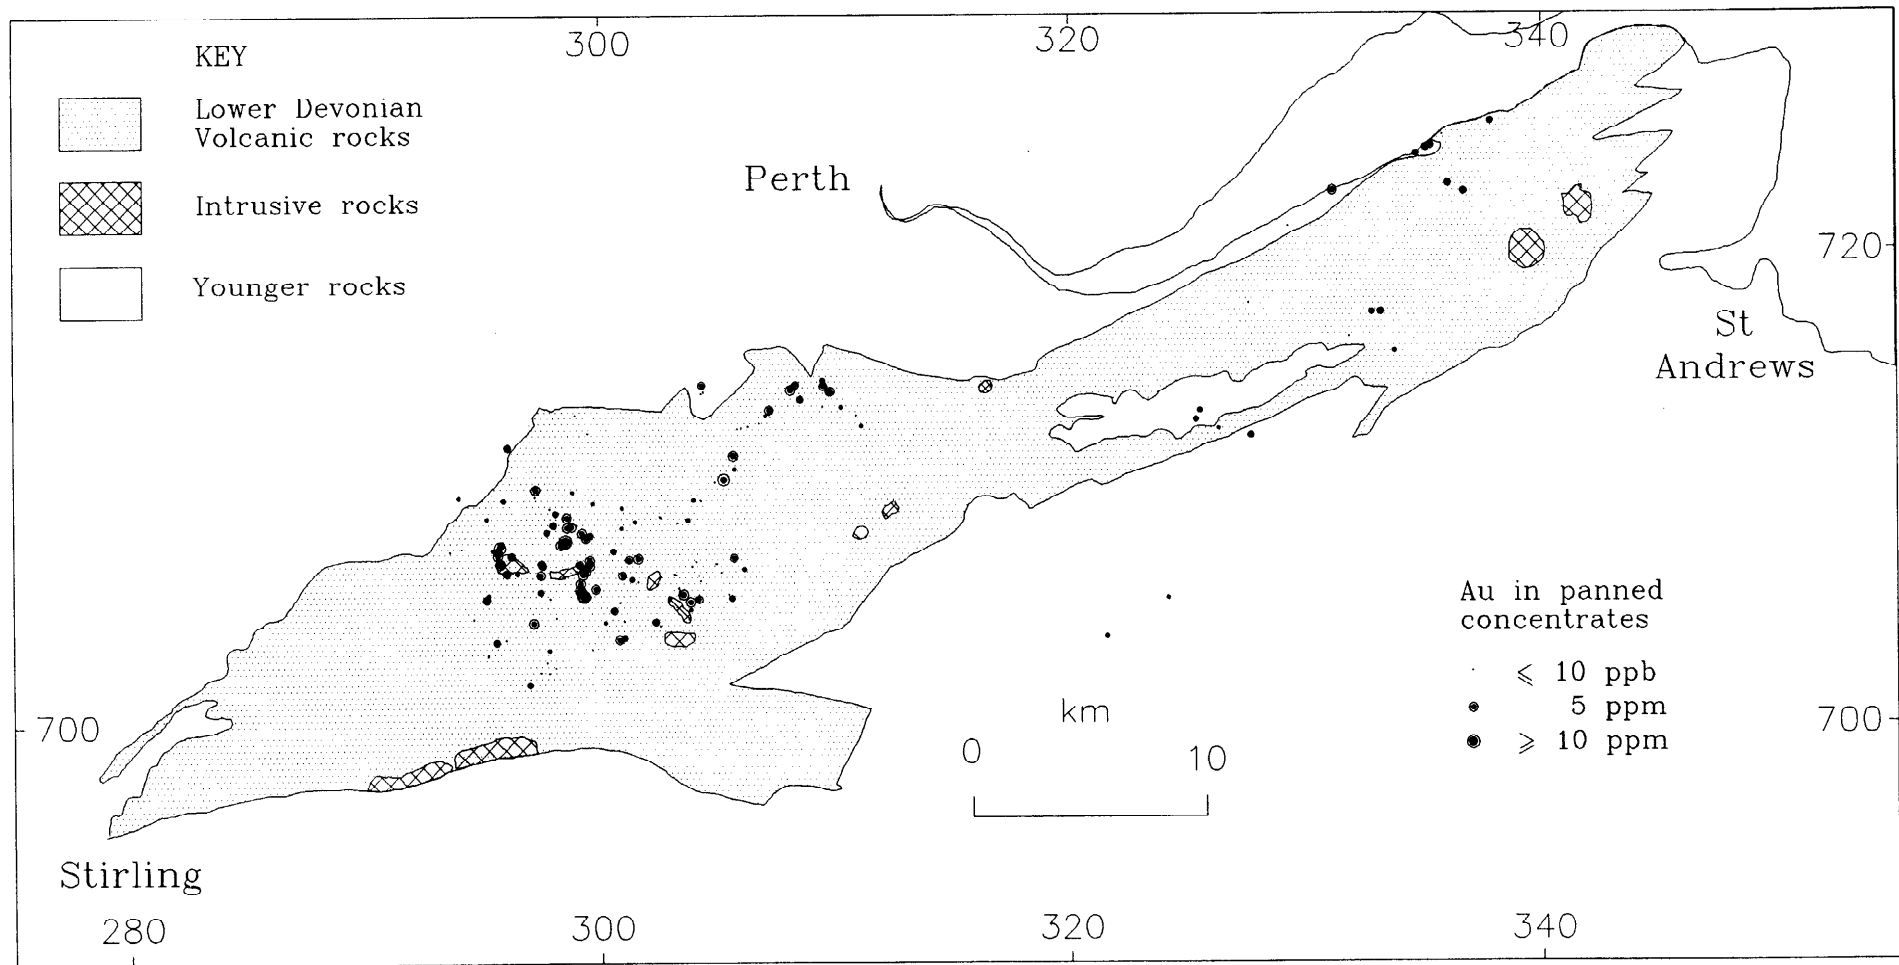 300
320
340
KEY
Lower Devonian
Volcanic rocks
Intrusive rocks
Younger rocks
Perth
720
St
Andrews
Au in panned
concentrates
⩽ 10 ppb
5 ppm
⩾ 10 ppm
700
700
km
0
10
Stirling
280
300
320
340